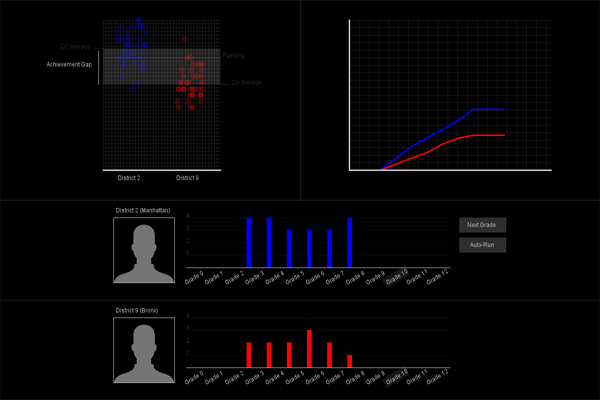 D2 average
Passing
Achievement Gap
D9 average
District 2
District 9
District 2 (Manhattan)
4
3
2
1
Grade 0
Grade 1
Grade 2
Grade 3
Grade 4
Grade 5
Grade 6
Grade 7
Grade 8
Grade 9
Grade 10
Grade 11
Grade 12
Next Grade
Auto-Run
District 9 (Bronx)
4
3
2
1
Grade 0
Grade 1
Grade 2
Grade 3
Grade 4
Grade 5
Grade 6
Grade 7
Grade 8
Grade 9
Grade 10
Grade 11
Grade 12